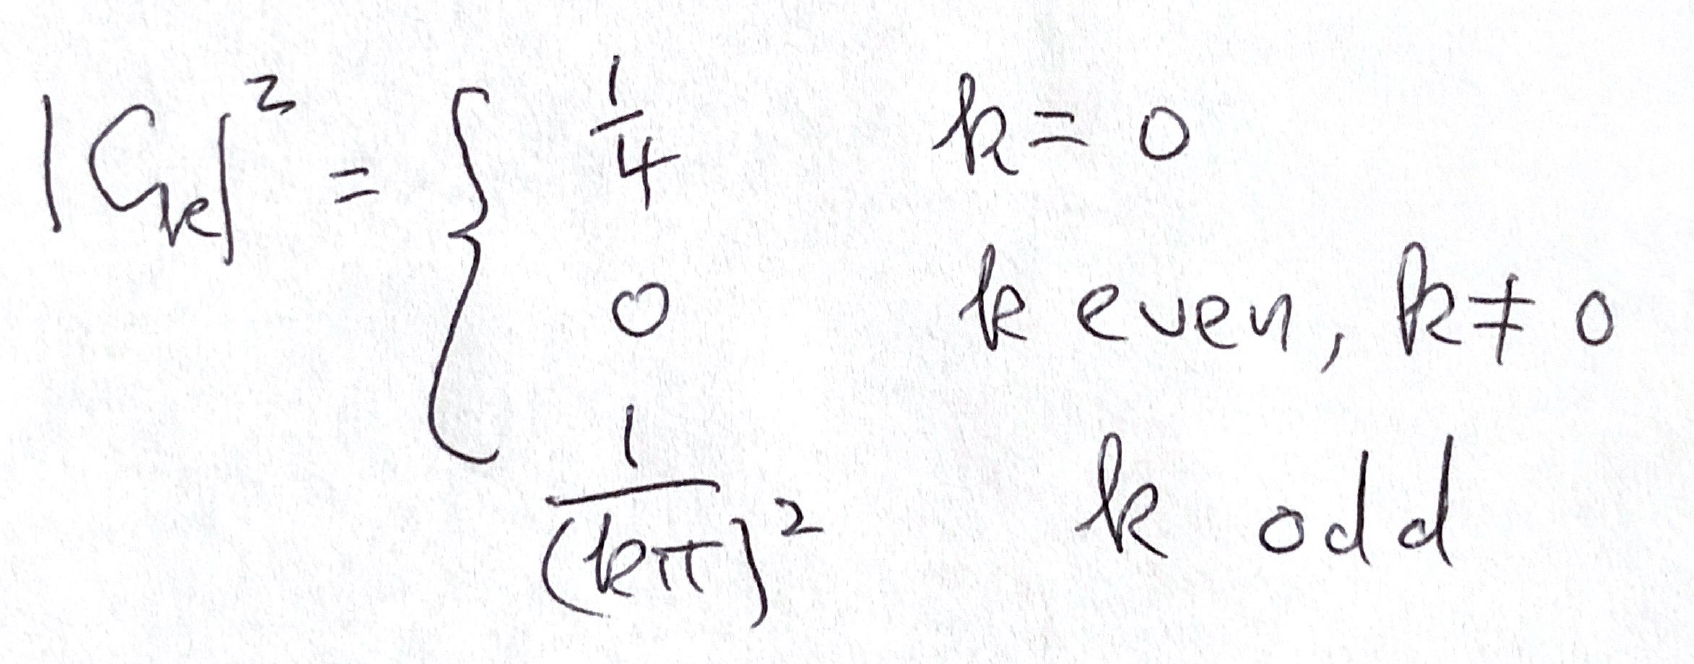 |C_k|² = { 1/4 k = 0
0 k even, k ≠ 0
1/(kπ)² k odd